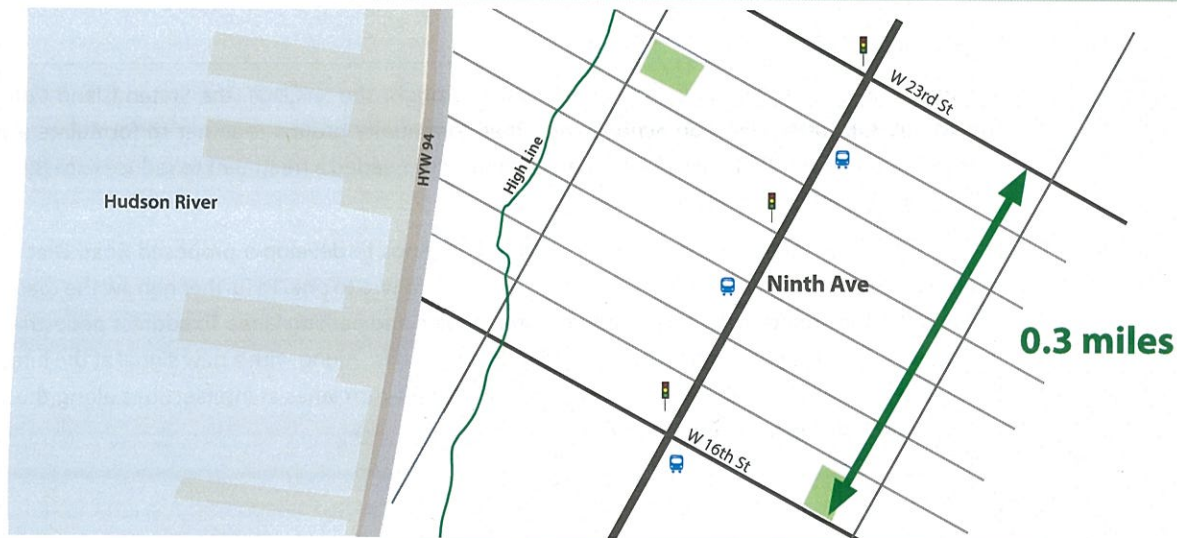 W 23rd St
HYW 94
High Line
Hudson River
Ninth Ave
0.3 miles
W 16th St